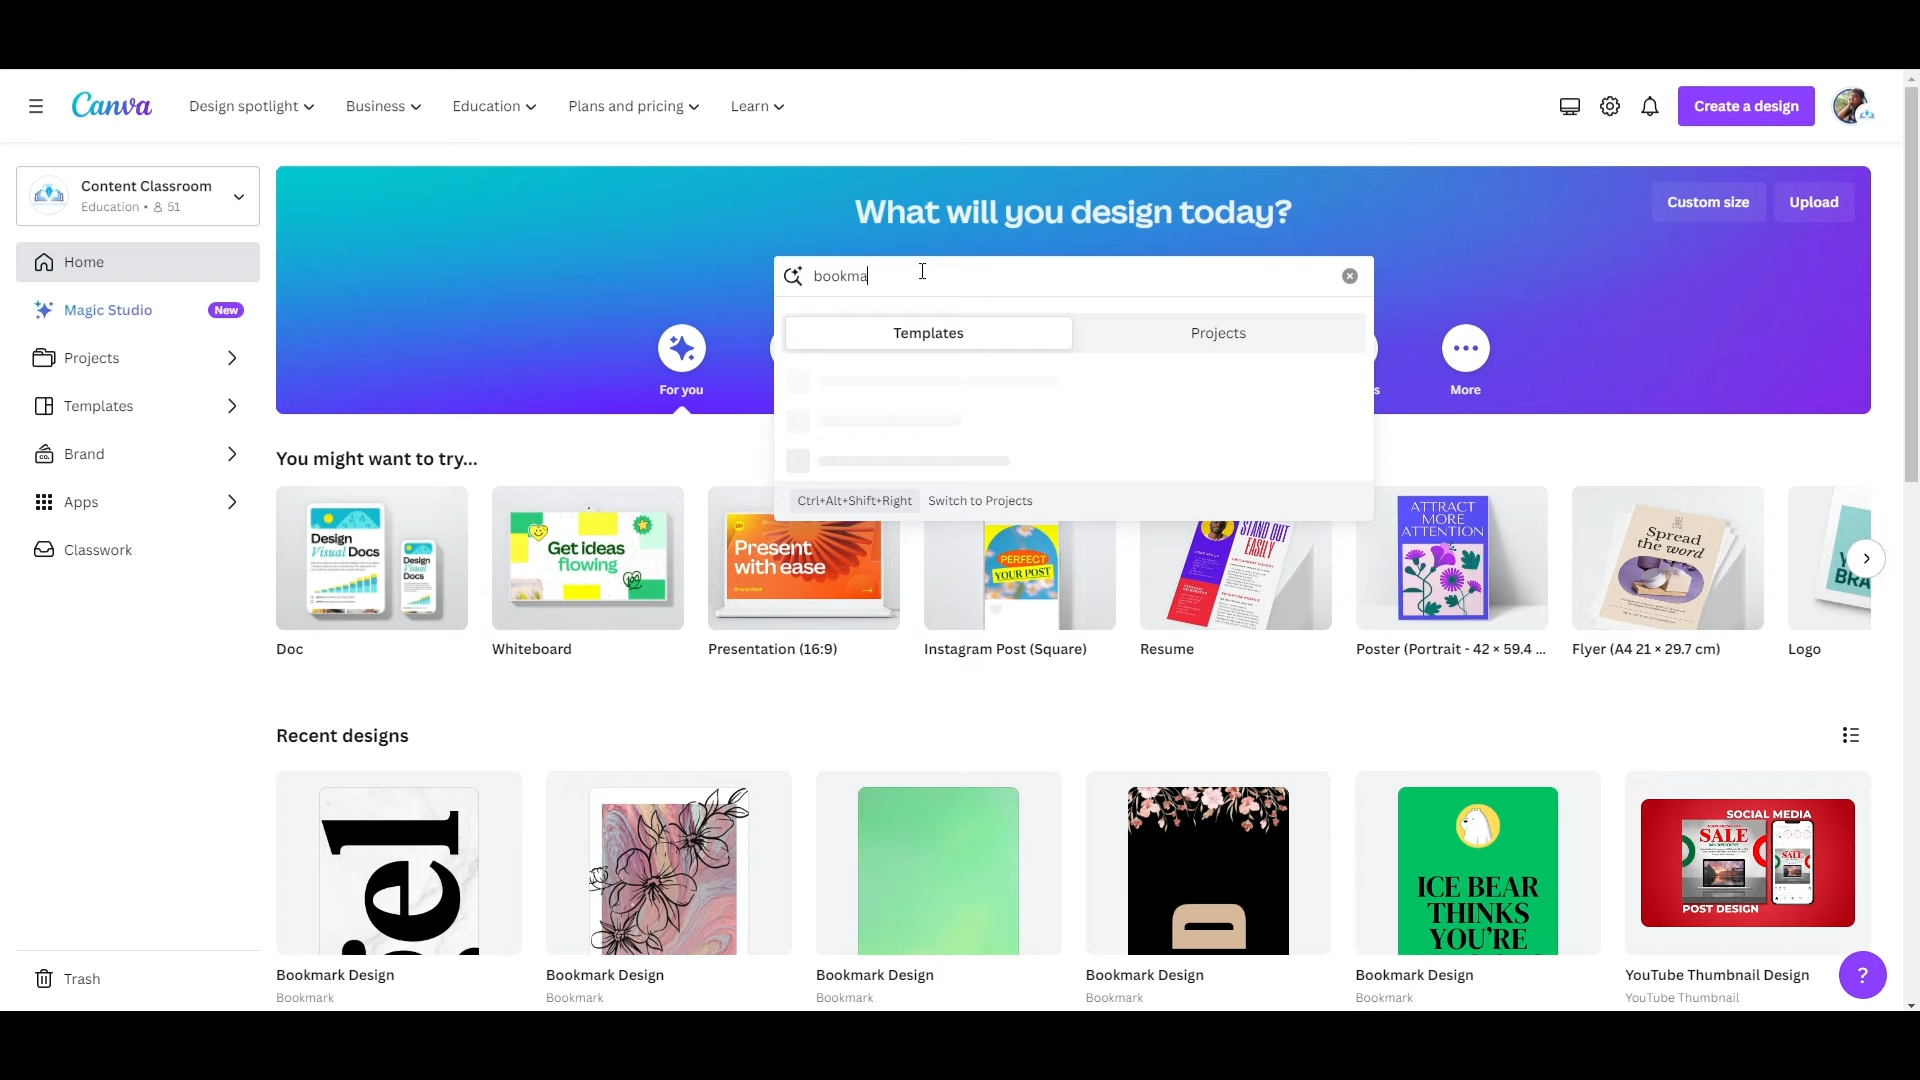 Canva
Design spotlight
Business
Education
Plans and pricing
Learn
Create a design
Content Classroom
Education • 51
Home
Magic Studio
New
Projects
Templates
Brand
Apps
Classwork
Trash
What will you design today?
Custom size
Upload
bookma
Templates
Projects
Ctrl+Alt+Shift+Right Switch to Projects
For you
s
More
You might want to try...
Design
Visual Docs
Design
Visual Docs
Get ideas
flowing
Present
with ease
PERFECT
YOUR POST
STAND OUT
EASILY
ATTRACT
MORE
ATTENTION
Spread
the word
BRA
Doc
Whiteboard
Presentation (16:9)
Instagram Post (Square)
Resume
Poster (Portrait - 42 × 59.4 ...
Flyer (A4 21 × 29.7 cm)
Logo
Recent designs
iel
ICE BEAR
THINKS
YOU'RE
SOCIAL MEDIA
SALE
SALE
POST DESIGN
Bookmark Design
Bookmark
Bookmark Design
Bookmark
Bookmark Design
Bookmark
Bookmark Design
Bookmark
Bookmark Design
Bookmark
YouTube Thumbnail Design
YouTube Thumbnail
?